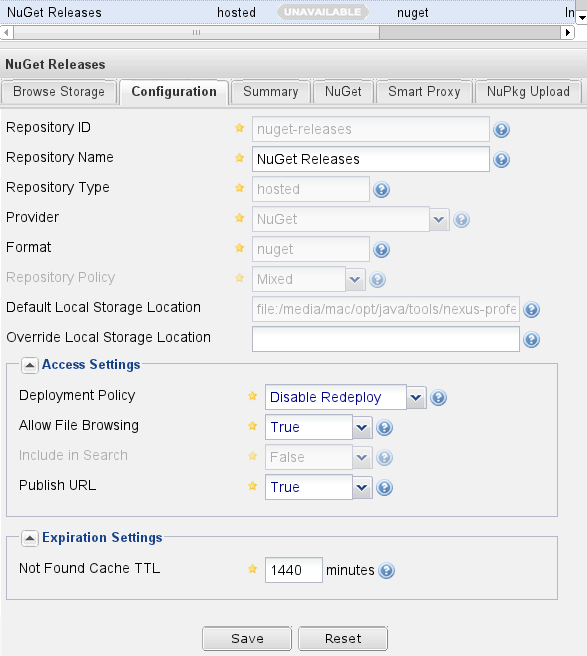 NuGet Releases hosted UNAVAILABLE nuget In
NuGet Releases
Browse Storage Configuration Summary NuGet Smart Proxy NuPkg Upload
Repository ID nuget-releases
Repository Name NuGet Releases
Repository Type hosted
Provider NuGet
Format nuget
Repository Policy Mixed
Default Local Storage Location file:/media/mac/opt/java/tools/nexus-profe
Override Local Storage Location
Access Settings
Deployment Policy Disable Redeploy
Allow File Browsing True
Include in Search False
Publish URL True
Expiration Settings
Not Found Cache TTL 1440 minutes
Save Reset